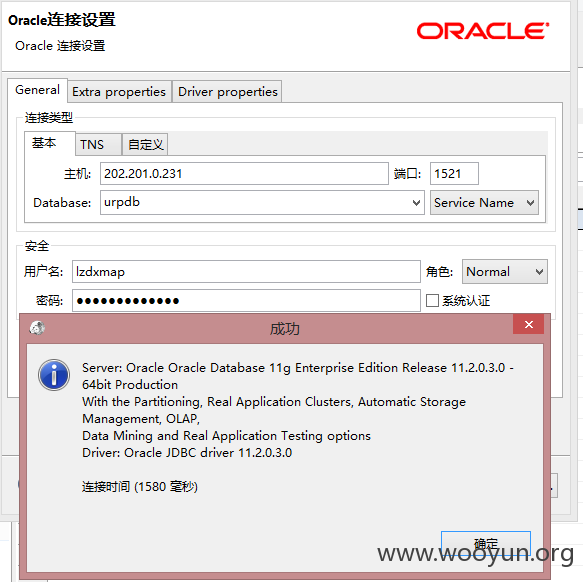 Oracle连接设置
Oracle 连接设置
ORACLE
General Extra properties Driver properties
连接类型
基本 TNS 自定义
主机: 202.201.0.231 端口: 1521
Database: urpdb Service Name
安全
用户名: lzdxmap 角色: Normal
密码: ●●●●●●●●●●●●● 系统认证
成功
Server: Oracle Oracle Database 11g Enterprise Edition Release 11.2.0.3.0 -
64bit Production
With the Partitioning, Real Application Clusters, Automatic Storage
Management, OLAP,
Data Mining and Real Application Testing options
Driver: Oracle JDBC driver 11.2.0.3.0
连接时间 (1580 毫秒)
确定
www.wooyun.org